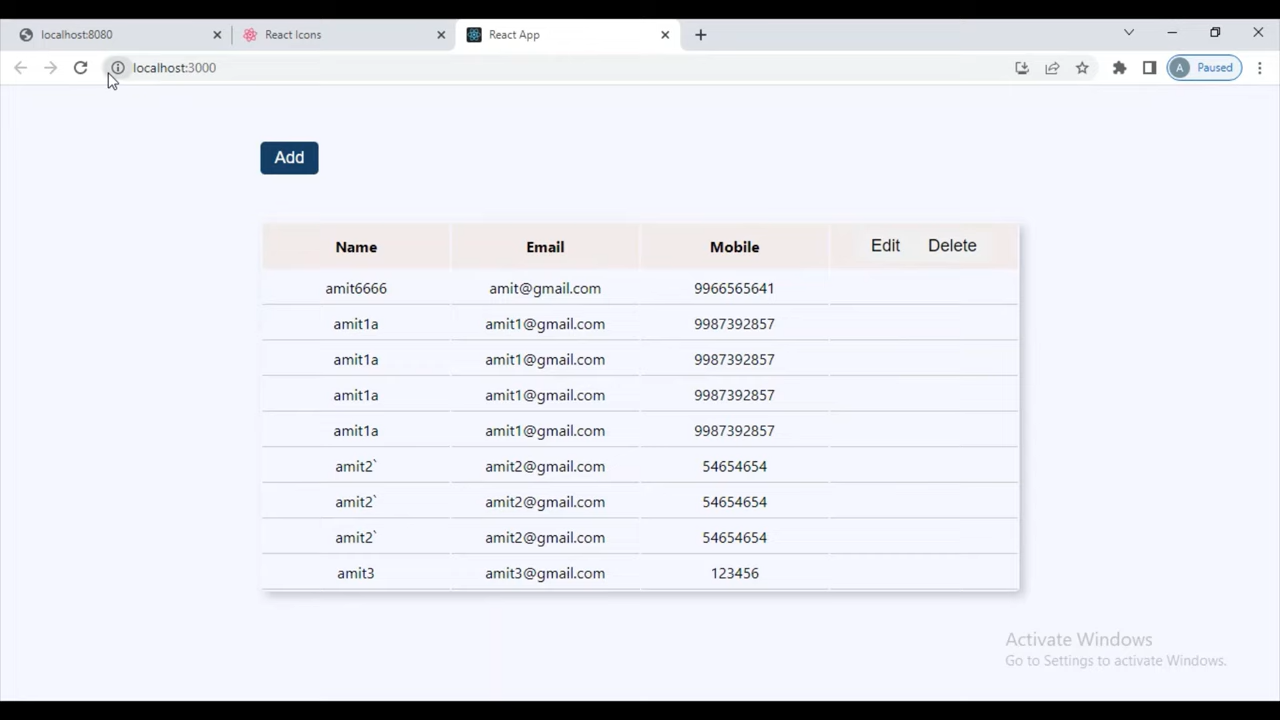 localhost:8080 React Icons React App
localhost:3000 A Paused
Add
Name Email Mobile Edit Delete
amit6666 amit@gmail.com 9966565641
amit1a amit1@gmail.com 9987392857
amit1a amit1@gmail.com 9987392857
amit1a amit1@gmail.com 9987392857
amit1a amit1@gmail.com 9987392857
amit2` amit2@gmail.com 54654654
amit2` amit2@gmail.com 54654654
amit2` amit2@gmail.com 54654654
amit3 amit3@gmail.com 123456
Activate Windows
Go to Settings to activate Windows.